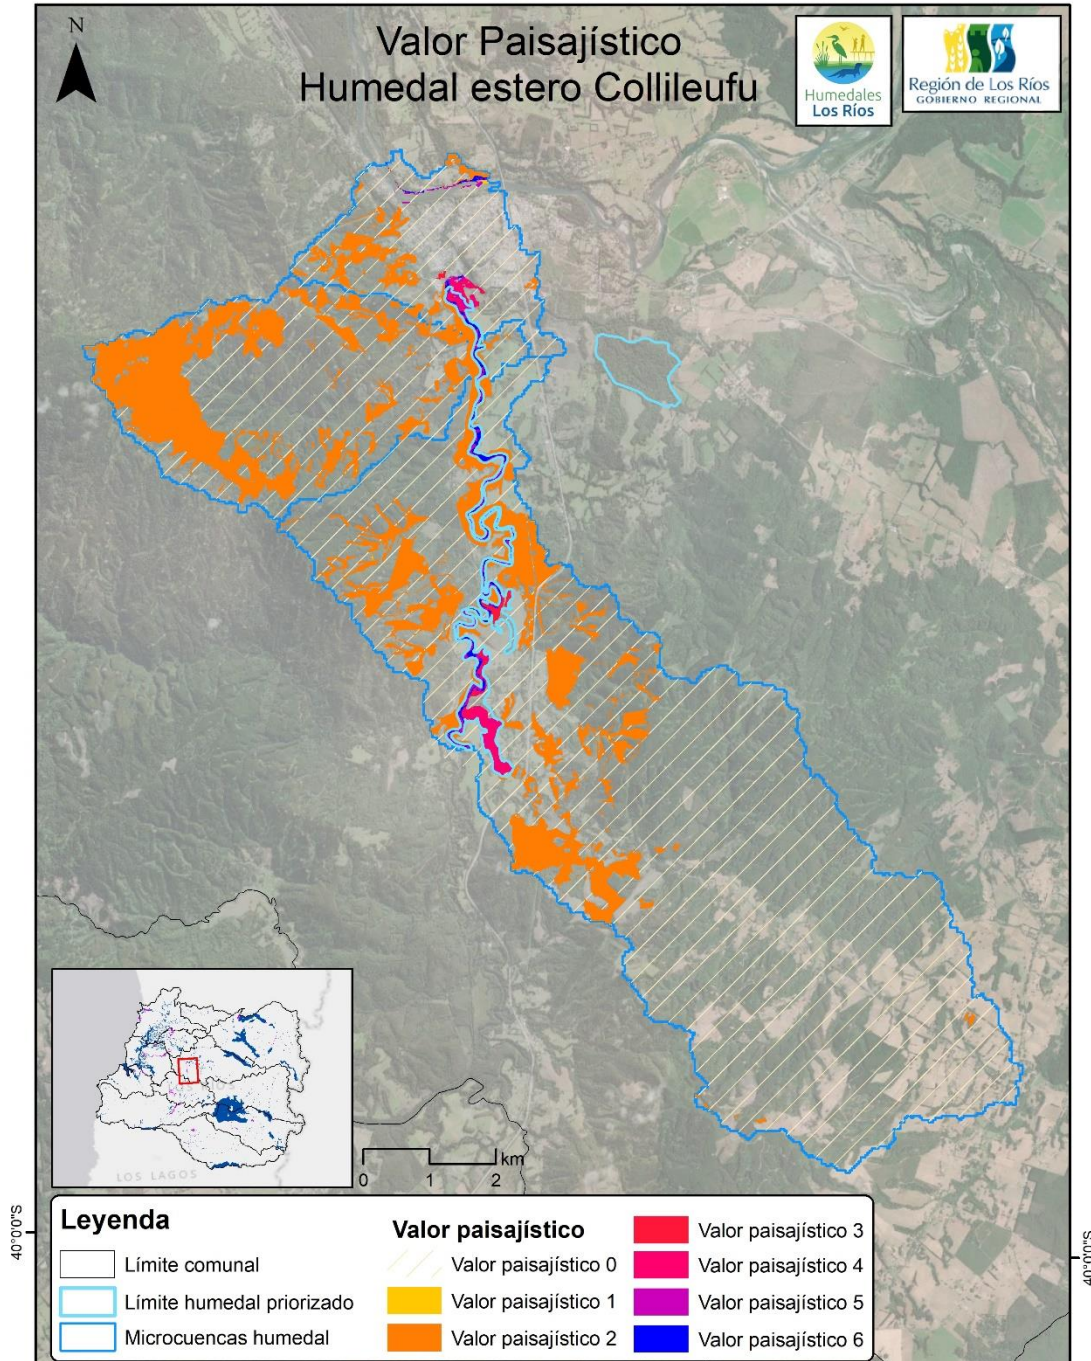 N
Valor Paisajístico
Humedal estero Collileufu
Humedales
Los Ríos
Región de Los Ríos
GOBIERNO REGIONAL
LOS LAGOS
km
0 1 2
40°0'0"S
40°0'0"S
Leyenda
Límite comunal
Límite humedal priorizado
Microcuencas humedal
Valor paisajístico
Valor paisajístico 0
Valor paisajístico 1
Valor paisajístico 2
Valor paisajístico 3
Valor paisajístico 4
Valor paisajístico 5
Valor paisajístico 6